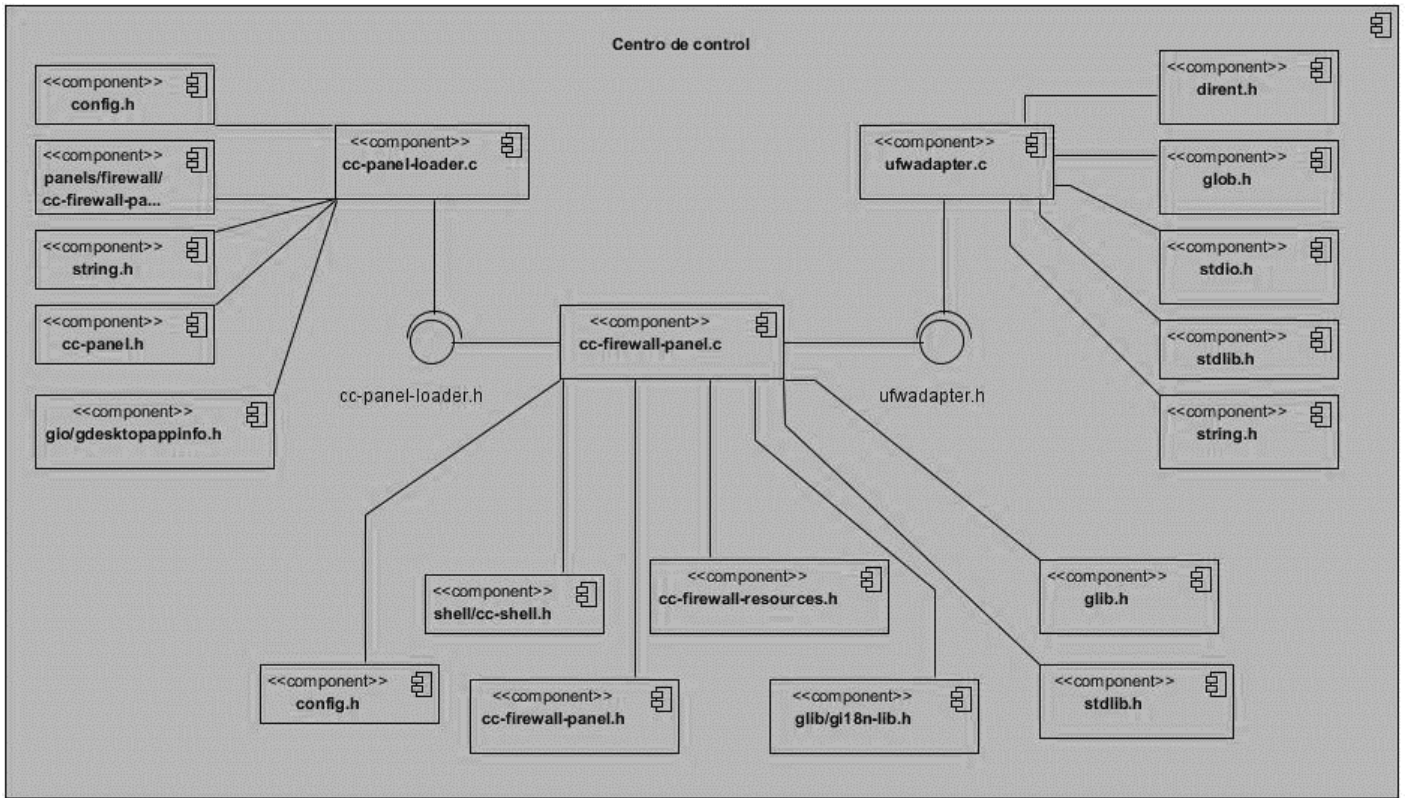 Centro de control
<<component>>
config.h
<<component>>
panels/firewall/
cc-firewall-pa...
<<component>>
string.h
<<component>>
cc-panel.h
<<component>>
gio/gdesktopappinfo.h
<<component>>
cc-panel-loader.c
<<component>>
ufwadapter.c
<<component>>
dirent.h
<<component>>
glob.h
<<component>>
stdio.h
<<component>>
stdlib.h
<<component>>
string.h
<<component>>
cc-firewall-panel.c
cc-panel-loader.h
ufwadapter.h
<<component>>
shell/cc-shell.h
<<component>>
cc-firewall-resources.h
<<component>>
glib.h
<<component>>
config.h
<<component>>
cc-firewall-panel.h
<<component>>
glib/gi18n-lib.h
<<component>>
stdlib.h